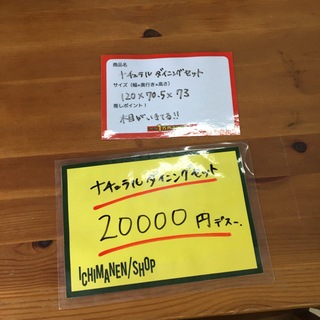 商品名
ナチュラルダイニングセット
サイズ(幅×奥行き×高さ)
120×70.5×73
推しポイント!
木目がいきてる!!
ナチュラルダイニングセット
20000円デスー.
ICHIMANEN/SHOP